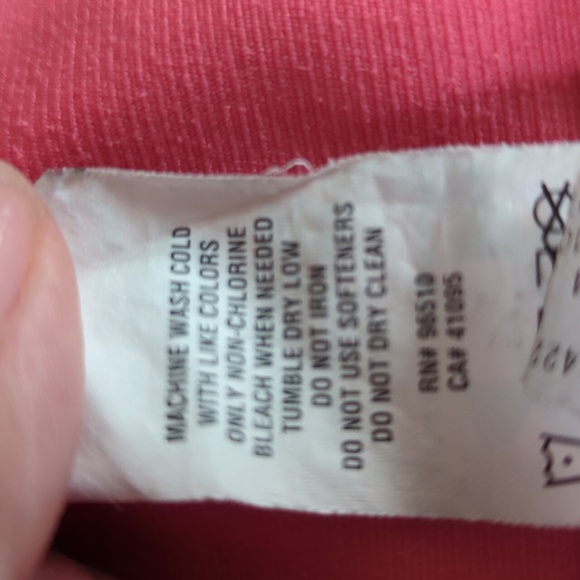 MACHINE WASH COLD
WITH LIKE COLORS
ONLY NON-CHLORINE
BLEACH WHEN NEEDED
TUMBLE DRY LOW
DO NOT IRON
DO NOT USE SOFTENERS
DO NOT DRY CLEAN
RN# 96510
CA# 41095